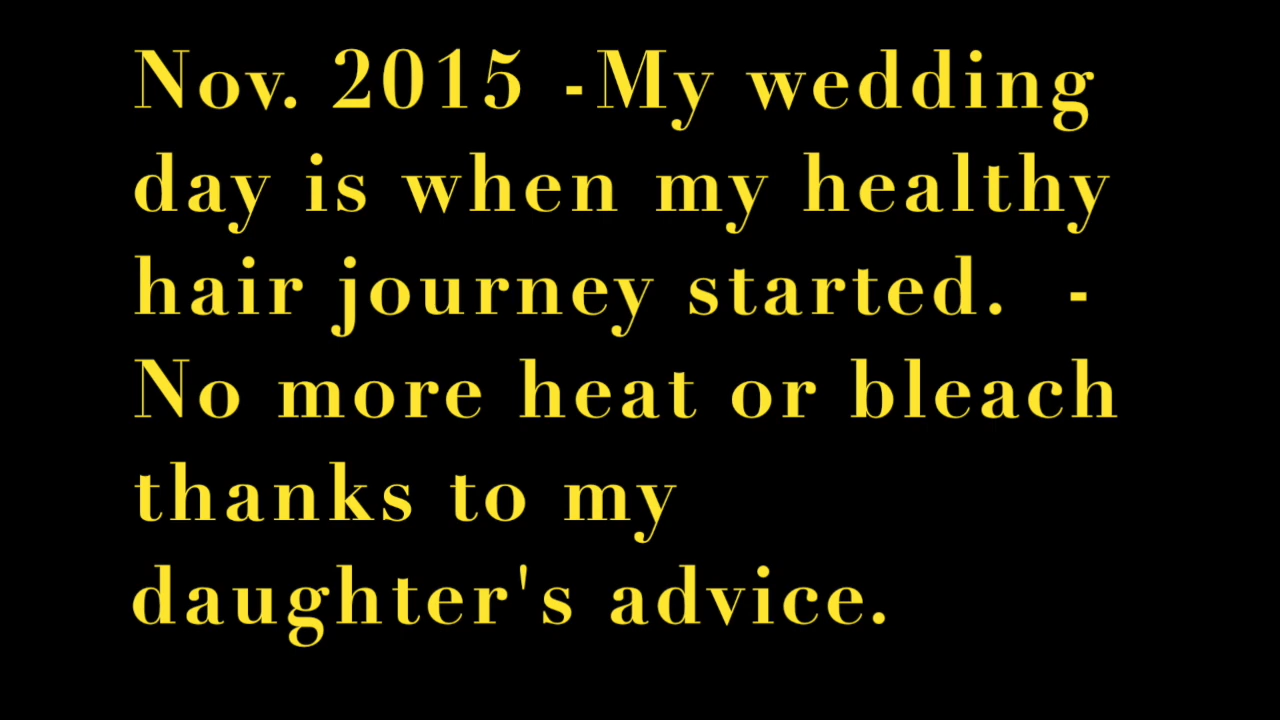 Nov. 2015 -My wedding
day is when my healthy
hair journey started.  -
No more heat or bleach
thanks to my
daughter's advice.